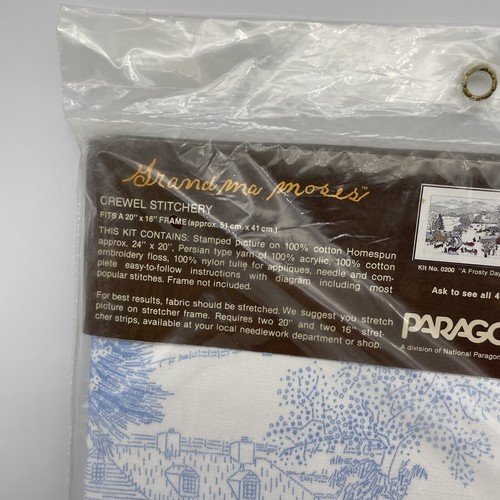 Grandma moses™
CREWEL STITCHERY
FITS A 20" x 16" FRAME (approx. 51 cm. x 41 cm.)
THIS KIT CONTAINS: Stamped picture on 100% cotton Homespun
approx. 24" x 20", Persian type yarn of 100% acrylic, 100% cotton
embroidery floss, 100% nylon tulle for appliques, needle and com-
plete easy-to-follow instructions with diagram including most
popular stitches. Frame not included.
For best results, fabric should be stretched. We suggest you stretch
picture on stretcher frame. Requires two 20" and two 16" stret-
cher strips, available at your local needlework department or shop.
Kit No. 0200 "A Frosty Da
Ask to see all 4
PARAGO
A division of National Paragon